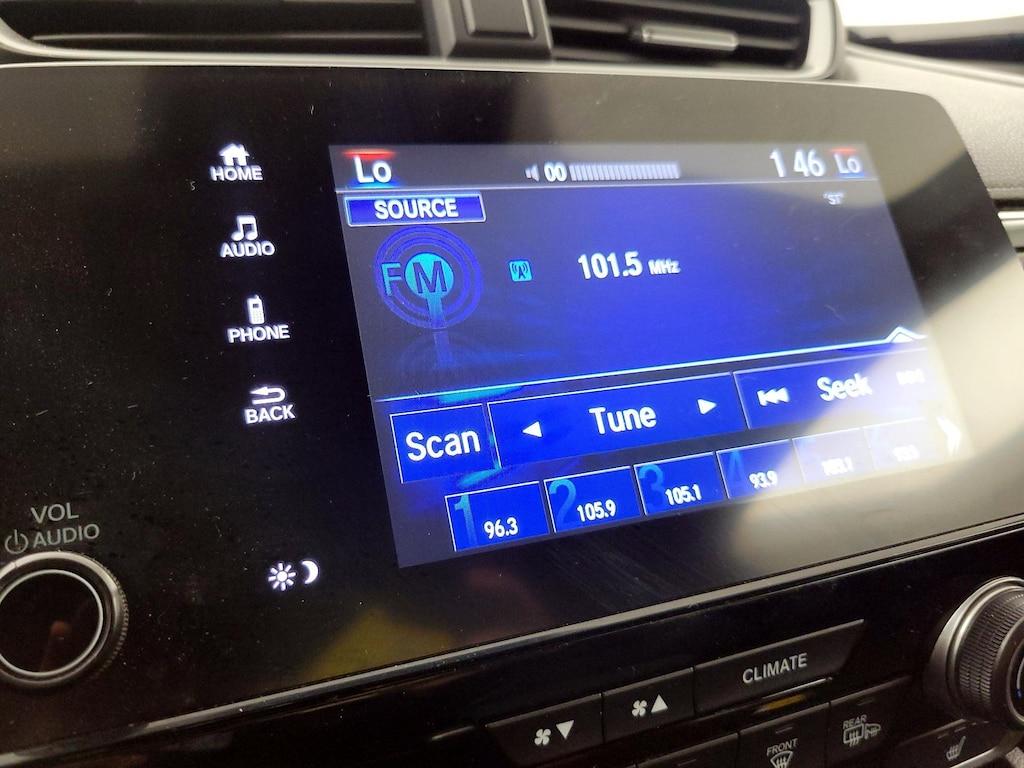 HOME
AUDIO
PHONE
BACK
VOL
AUDIO
Lo 00 1 46 Lo
SOURCE
"ST"
FM 101.5 MHz
Scan Tune Seek
1 96.3 2 105.9 3 105.1 4 93.9
CLIMATE
FRONT
REAR